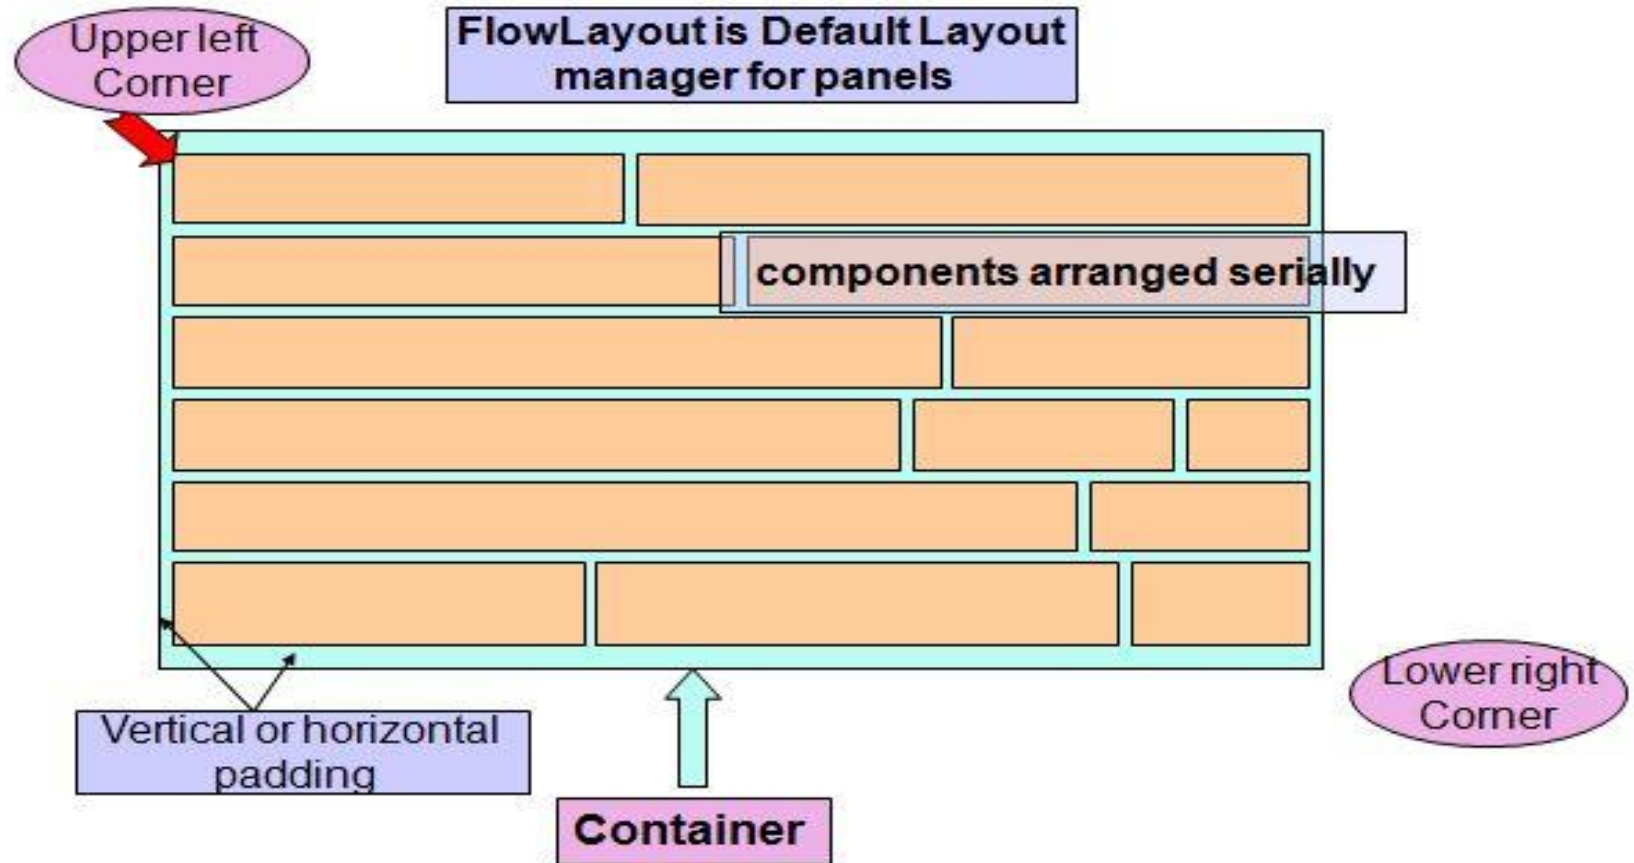 Upper left
Corner
FlowLayout is Default Layout
manager for panels
components arranged serially
Lower right
Corner
Vertical or horizontal
padding
Container